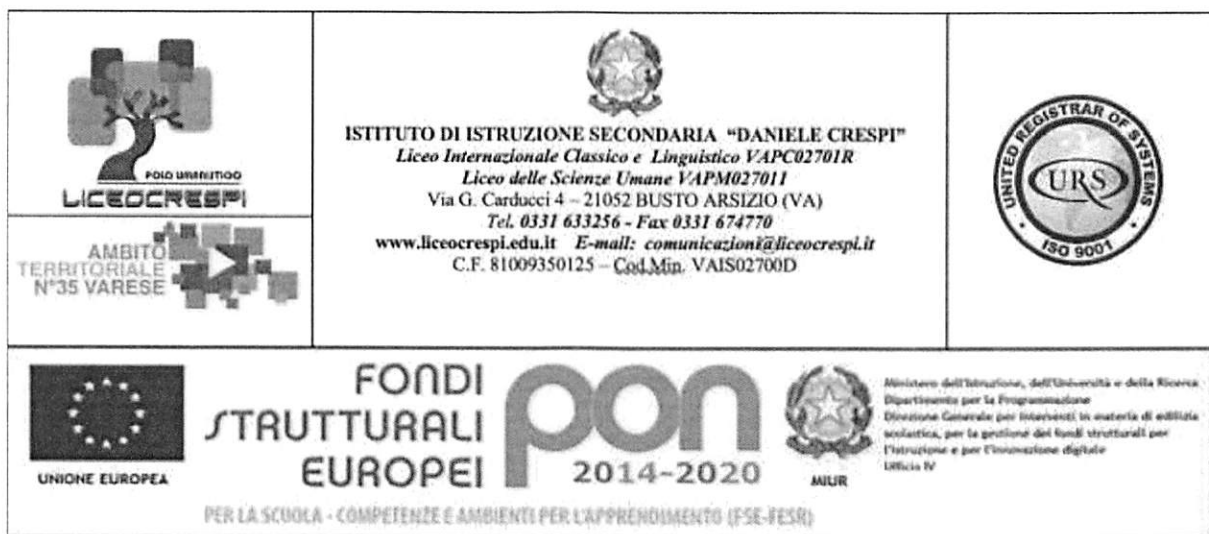 POLO UMANISTICO
LICEOCRESPI
AMBITO
TERRITORIALE
N°35 VARESE
ISTITUTO DI ISTRUZIONE SECONDARIA "DANIELE CRESPI"
Liceo Internazionale Classico e Linguistico VAPC02701R
Liceo delle Scienze Umane VAPM027011
Via G. Carducci 4 – 21052 BUSTO ARSIZIO (VA)
Tel. 0331 633256 - Fax 0331 674770
www.liceocrespi.edu.it E-mail: comunicazioni@liceocrespi.it
C.F. 81009350125 – Cod.Min. VAIS02700D
UNITED REGISTRAR OF SYSTEMS
URS
ISO 9001
UNIONE EUROPEA
FONDI
STRUTTURALI
EUROPEI
pon
2014-2020
MIUR
Ministero dell'Istruzione, dell'Università e della Ricerca
Dipartimento per la Programmazione
Direzione Generale per interventi in materia di edilizia
scolastica, per la gestione dei fondi strutturali per
l'istruzione e per l'innovazione digitale
Ufficio IV
PER LA SCUOLA - COMPETENZE E AMBIENTI PER L'APPRENDIMENTO (FSE-FESR)